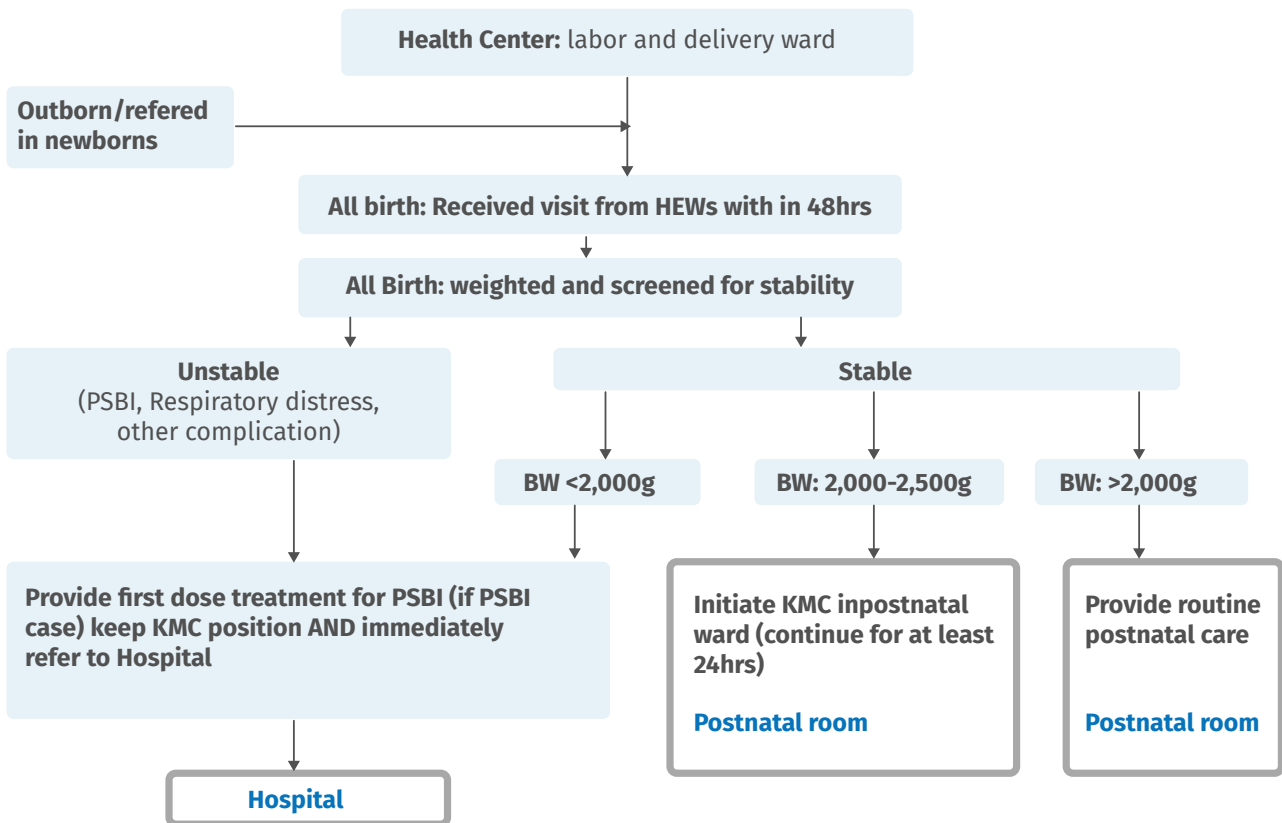 Health Center: labor and delivery ward
Outborn/refered
in newborns
All birth: Received visit from HEWs with in 48hrs
All Birth: weighted and screened for stability
Unstable
(PSBI, Respiratory distress,
other complication)
Stable
BW <2,000g
BW: 2,000-2,500g
BW: >2,000g
Provide first dose treatment for PSBI (if PSBI
case) keep KMC position AND immediately
refer to Hospital
Initiate KMC inpostnatal
ward (continue for at least
24hrs)
Postnatal room
Provide routine
postnatal care
Postnatal room
Hospital